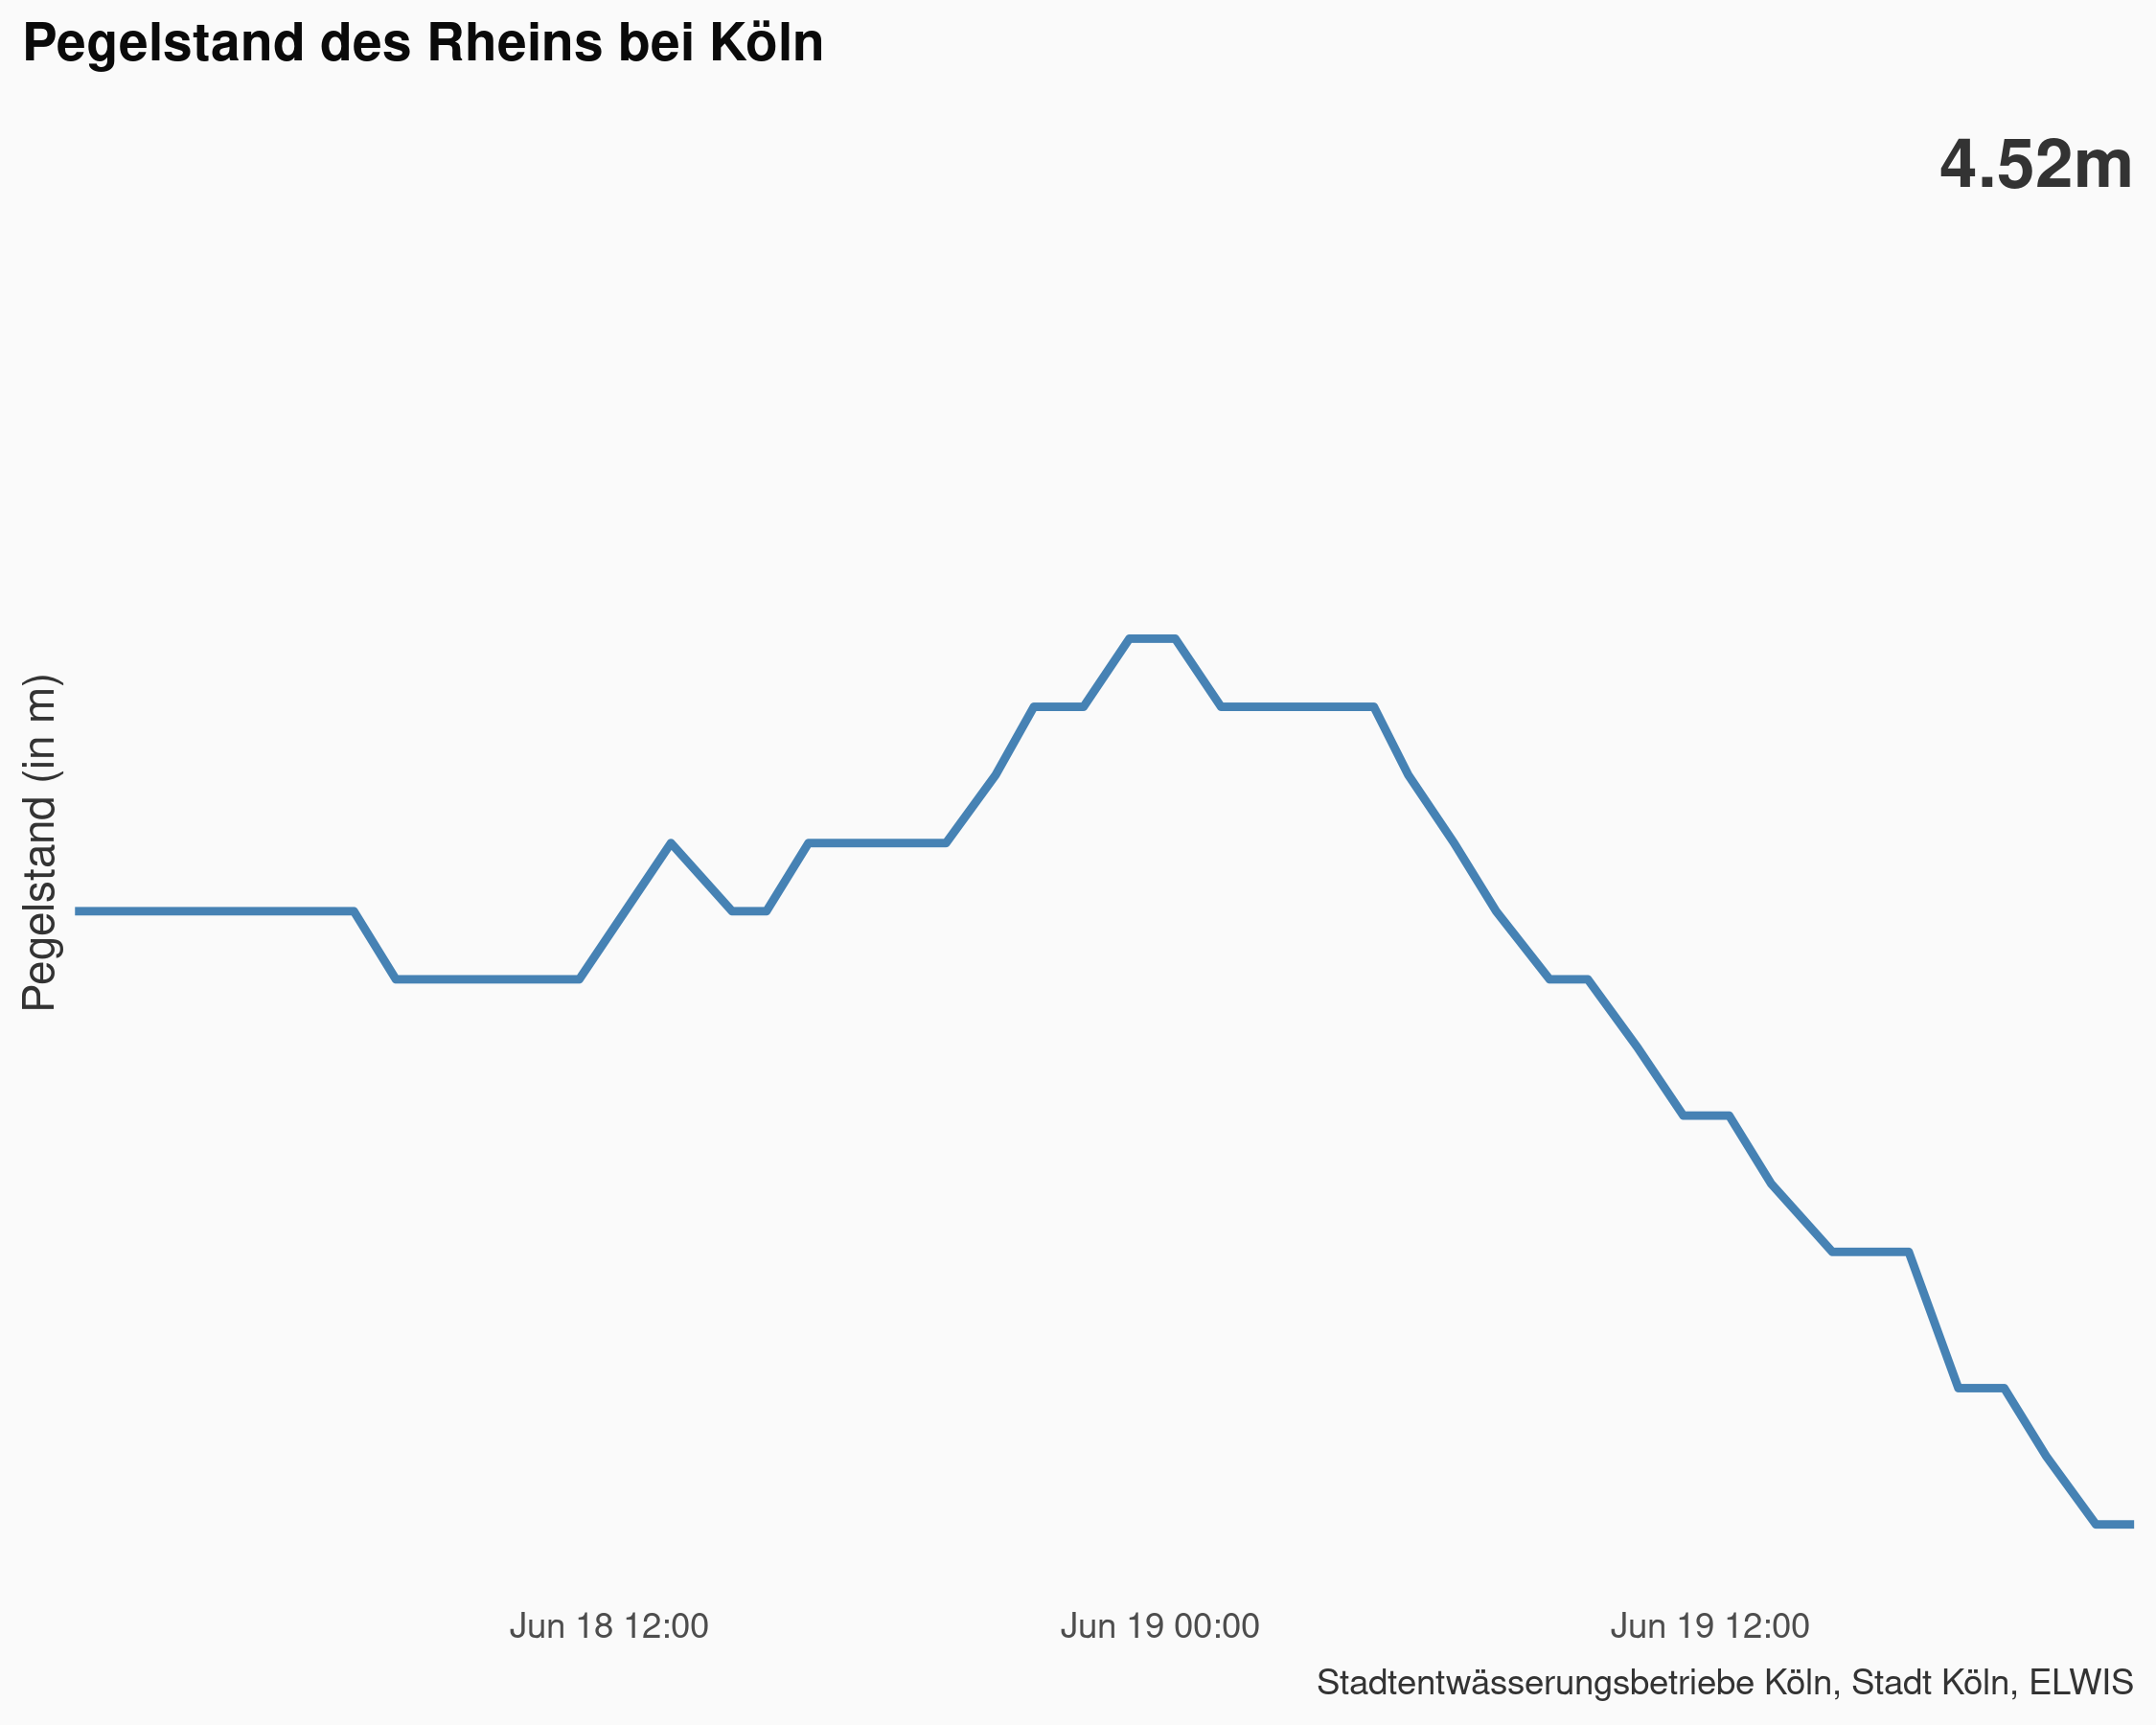 Pegelstand des Rheins bei Köln
4.52m
Pegelstand (in m)
Jun 18 12:00
Jun 19 00:00
Jun 19 12:00
Stadtentwässerungsbetriebe Köln, Stadt Köln, ELWIS